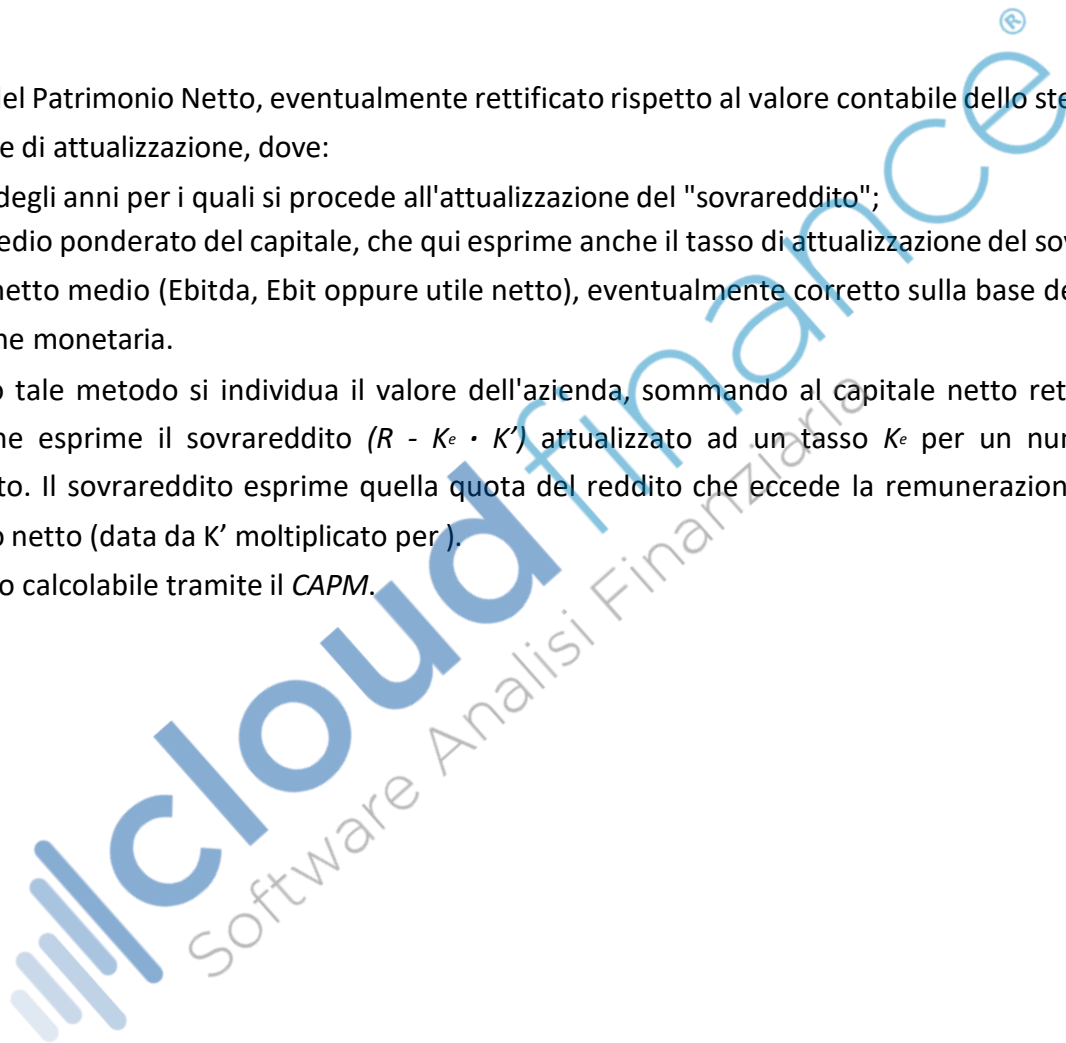 el Patrimonio Netto, eventualmente rettificato rispetto al valore contabile dello ste
e di attualizzazione, dove:
degli anni per i quali si procede all'attualizzazione del "sovrareddito";
edio ponderato del capitale, che qui esprime anche il tasso di attualizzazione del sov
netto medio (Ebitda, Ebit oppure utile netto), eventualmente corretto sulla base de
ne monetaria.
o tale metodo si individua il valore dell'azienda, sommando al capitale netto ret
ne esprime il sovrareddito (R - Ke · K’) attualizzato ad un tasso Ke per un nu
to. Il sovrareddito esprime quella quota del reddito che eccede la remunerazion
o netto (data da K’ moltiplicato per ).
o calcolabile tramite il CAPM.
cloudfinance®
Software Analisi Finanziaria